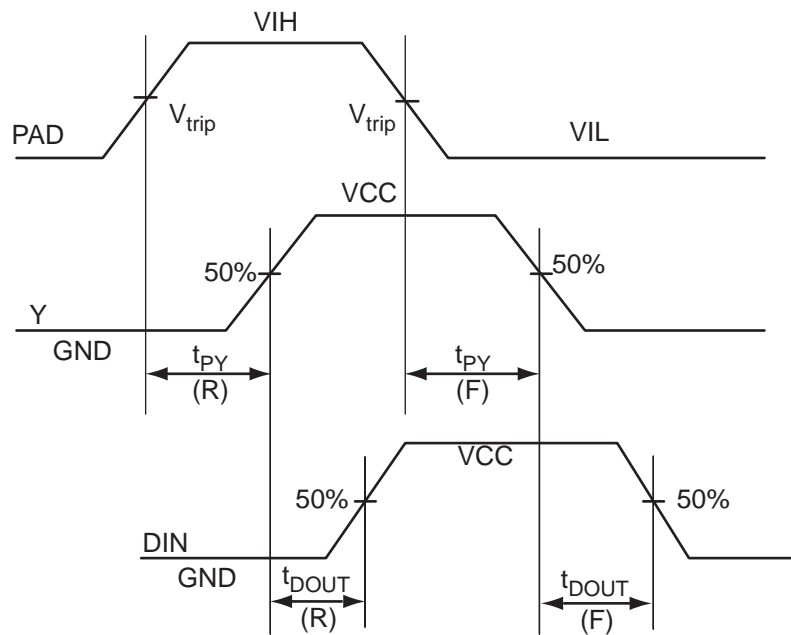 VIH
PAD
Vtrip
Vtrip
VIL
VCC
50%
50%
Y
GND
tPY
(R)
tPY
(F)
VCC
50%
50%
DIN
GND
tDOUT
(R)
tDOUT
(F)